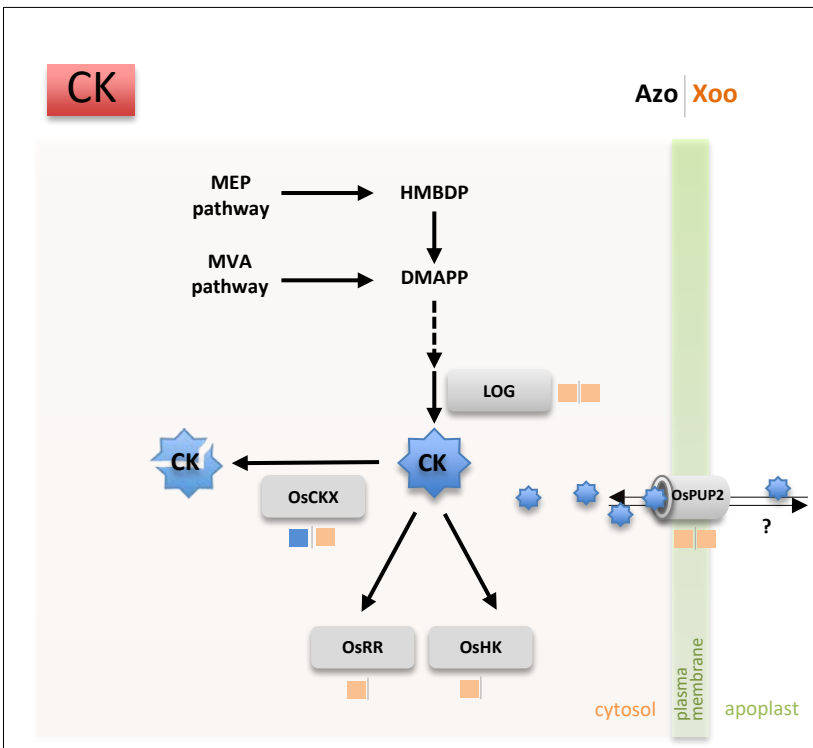 CK
Azo Xoo
MEP
pathway
HMBDP
MVA
pathway
DMAPP
LOG
CK
CK
OsCKX
OsPUP2
?
OsRR
OsHK
cytosol
plasma
membrane
apoplast